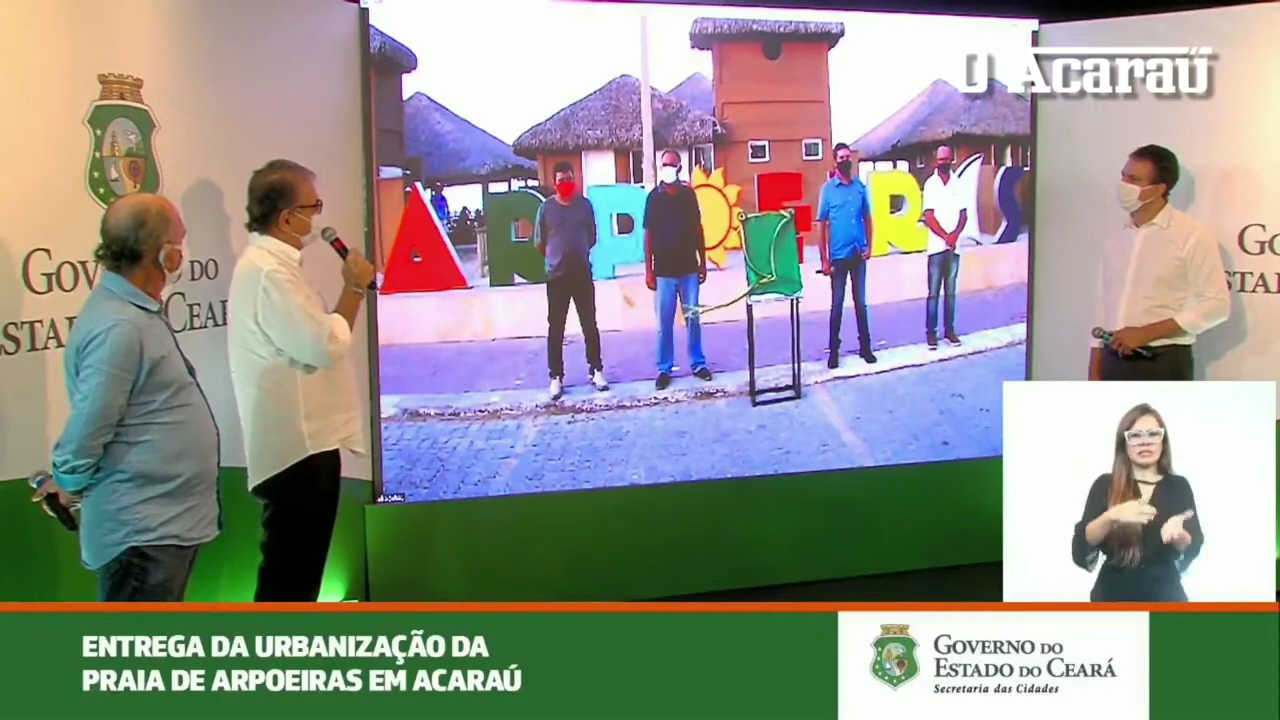 O Acaraú
GOVERNO DO
ESTADO CEARÁ
ARPOEIRAS
ENTREGA DA URBANIZAÇÃO DA
PRAIA DE ARPOEIRAS EM ACARAÚ
GOVERNO DO
ESTADO DO CEARÁ
Secretaria das Cidades